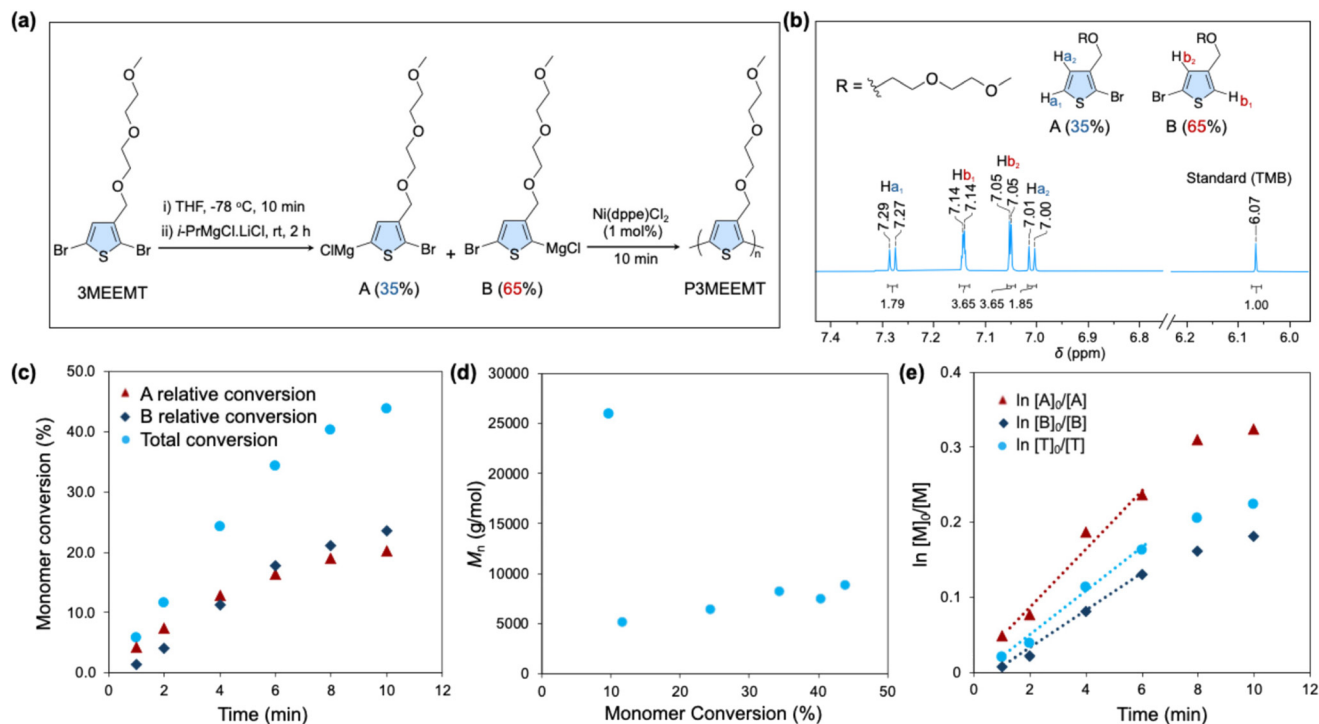 (a)
O
O
O
Br
S
Br
3MEEMT
i) THF, -78 °C, 10 min
ii) i-PrMgCl.LiCl, rt, 2 h
O
O
O
ClMg
S
Br
A (35%)
+
O
O
O
Br
S
MgCl
B (65%)
Ni(dppe)Cl2
(1 mol%)
10 min
O
O
O
S
n
P3MEEMT
(b)
R =
O
O
RO
Ha2
Ha1
S
Br
A (35%)
RO
Hb2
Br
S
Hb1
B (65%)
Ha1
7.29
7.27
Hb1
7.14
7.14
Hb2
7.05
7.05
Ha2
7.01
7.00
Standard (TMB)
6.07
1.79
3.65
3.65
1.85
1.00
7.4 7.3 7.2 7.1 7.0 6.9 6.8 6.2 6.1 6.0
δ (ppm)
(c)
Monomer conversion (%)
50.0
40.0
30.0
20.0
10.0
0.0
A relative conversion
B relative conversion
Total conversion
0 2 4 6 8 10 12
Time (min)
(d)
Mn (g/mol)
30000
25000
20000
15000
10000
5000
0
0 10 20 30 40 50
Monomer Conversion (%)
(e)
ln [M]0/[M]
0.4
0.3
0.2
0.1
0
ln [A]0/[A]
ln [B]0/[B]
ln [T]0/[T]
0 2 4 6 8 10 12
Time (min)